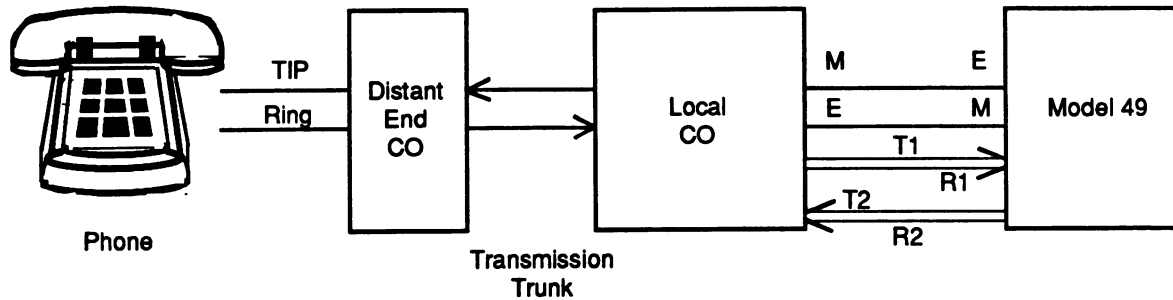 TIP
Ring
Phone
Distant
End
CO
Transmission
Trunk
Local
CO
M E
E M
T1
R1
T2
R2
Model 49